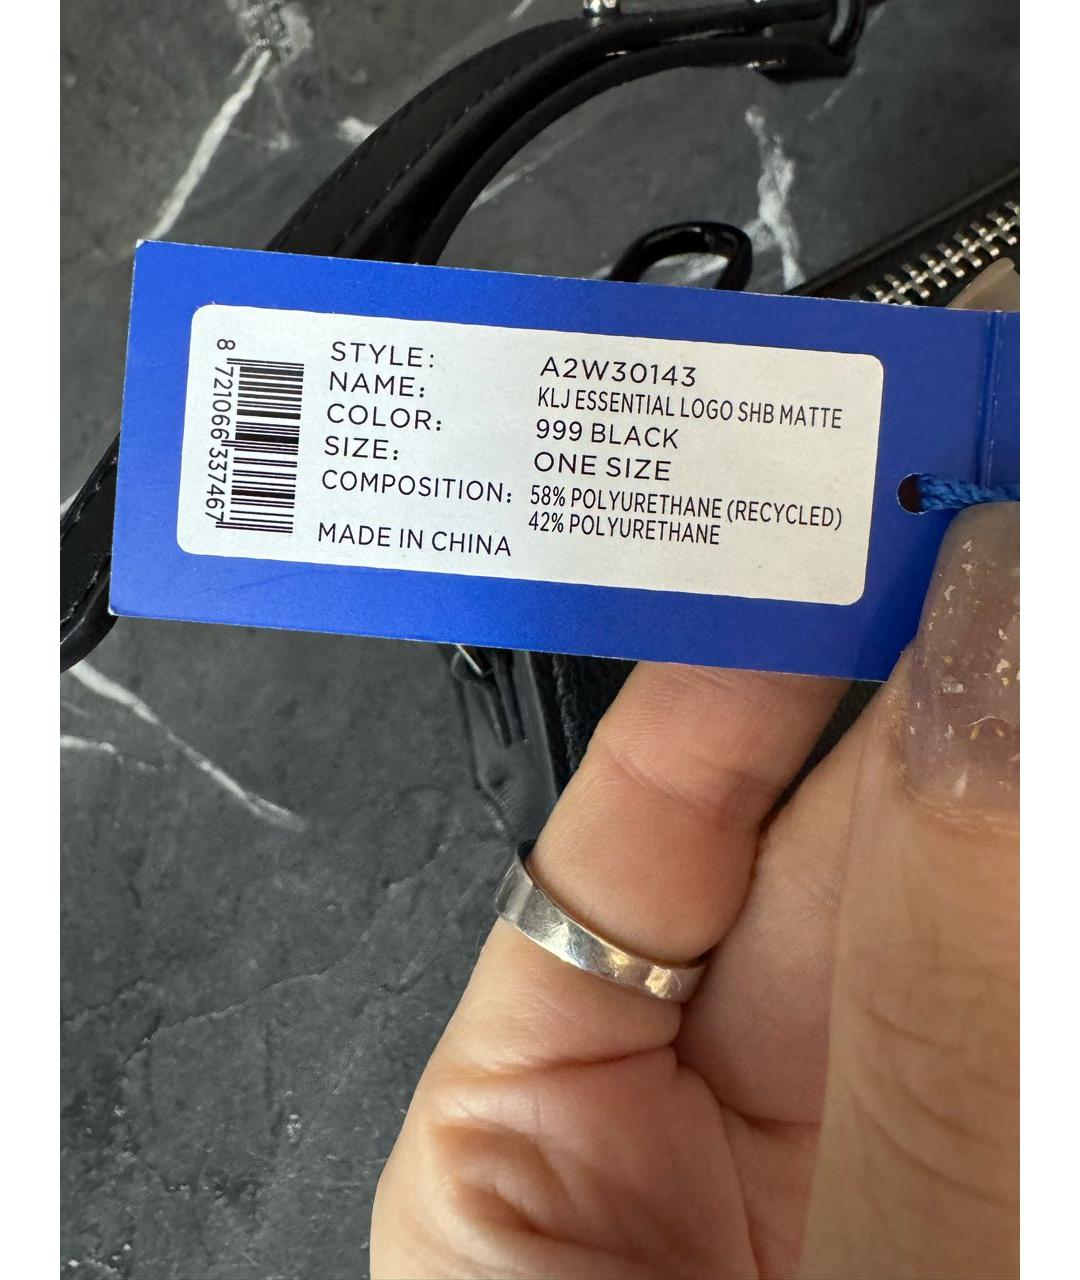 8 721066 337467
STYLE: A2W30143
NAME: KLJ ESSENTIAL LOGO SHB MATTE
COLOR: 999 BLACK
SIZE: ONE SIZE
COMPOSITION: 58% POLYURETHANE (RECYCLED)
42% POLYURETHANE
MADE IN CHINA